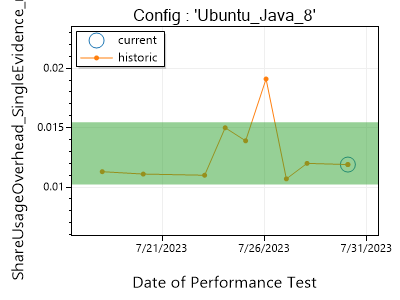 Config : 'Ubuntu_Java_8'
current
historic
ShareUsageOverhead_SingleEvidence_
0.02
0.015
0.01
7/21/2023
7/26/2023
7/31/2023
Date of Performance Test